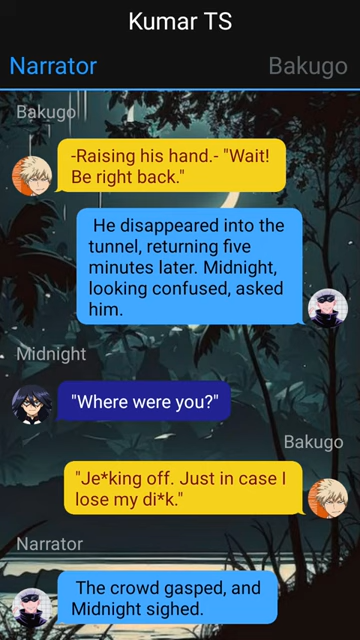 Kumar TS
Narrator
Bakugo
Bakugo
-Raising his hand.- "Wait!
Be right back."
He disappeared into the
tunnel, returning five
minutes later. Midnight,
looking confused, asked
him.
Midnight
"Where were you?"
Bakugo
"Je*king off. Just in case I
lose my di*k."
Narrator
The crowd gasped, and
Midnight sighed.